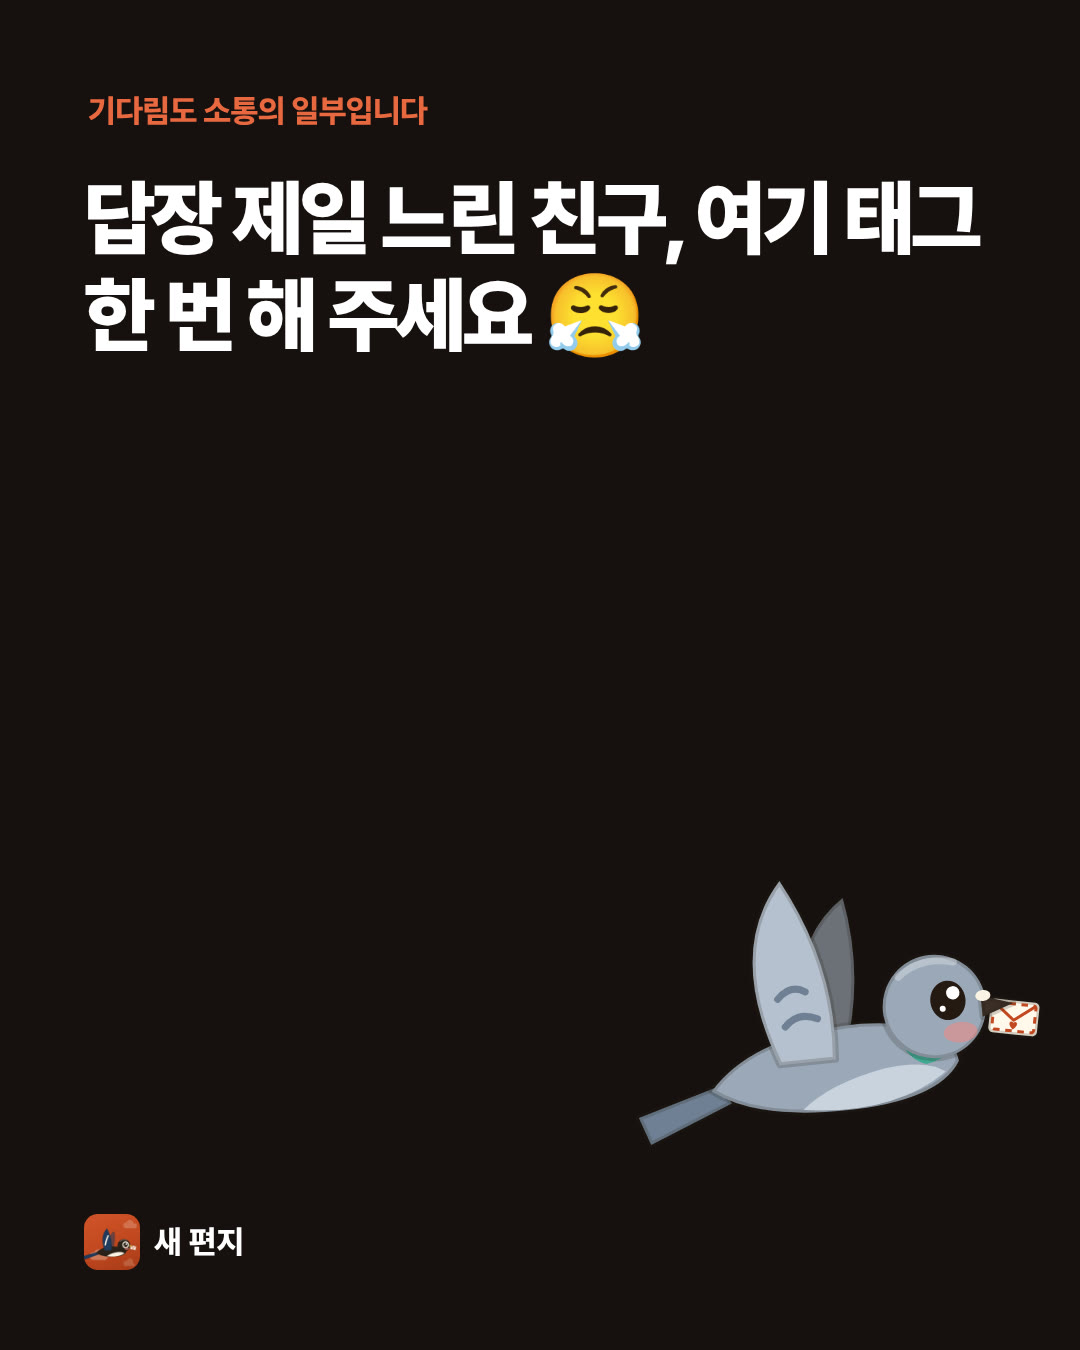 기다림도 소통의 일부입니다
답장 제일 느린 친구, 여기 태그
한 번 해 주세요 😤
새 편지